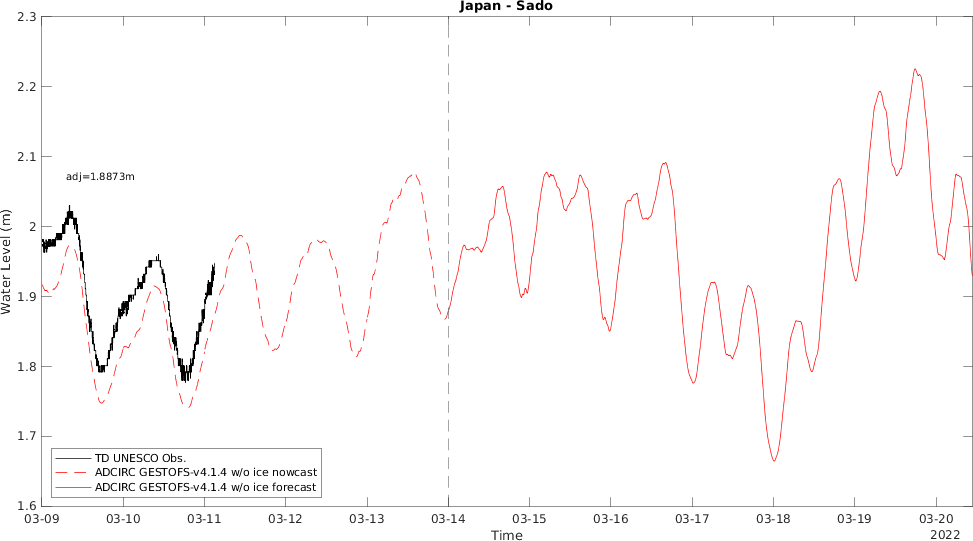 Japan - Sado
2.3
2.2
2.1
2
1.9
1.8
1.7
1.6
Water Level (m)
adj=1.8873m
TD UNESCO Obs.
ADCIRC GESTOFS-v4.1.4 w/o ice nowcast
ADCIRC GESTOFS-v4.1.4 w/o ice forecast
03-09 03-10 03-11 03-12 03-13 03-14 03-15 03-16 03-17 03-18 03-19 03-20
Time
2022